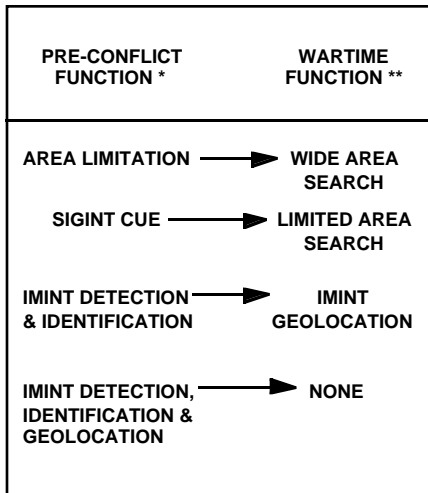 PRE-CONFLICT
FUNCTION *
WARTIME
FUNCTION **
AREA LIMITATION
WIDE AREA
SEARCH
SIGINT CUE
LIMITED AREA
SEARCH
IMINT DETECTION
& IDENTIFICATION
IMINT
GEOLOCATION
IMINT DETECTION,
IDENTIFICATION &
GEOLOCATION
NONE